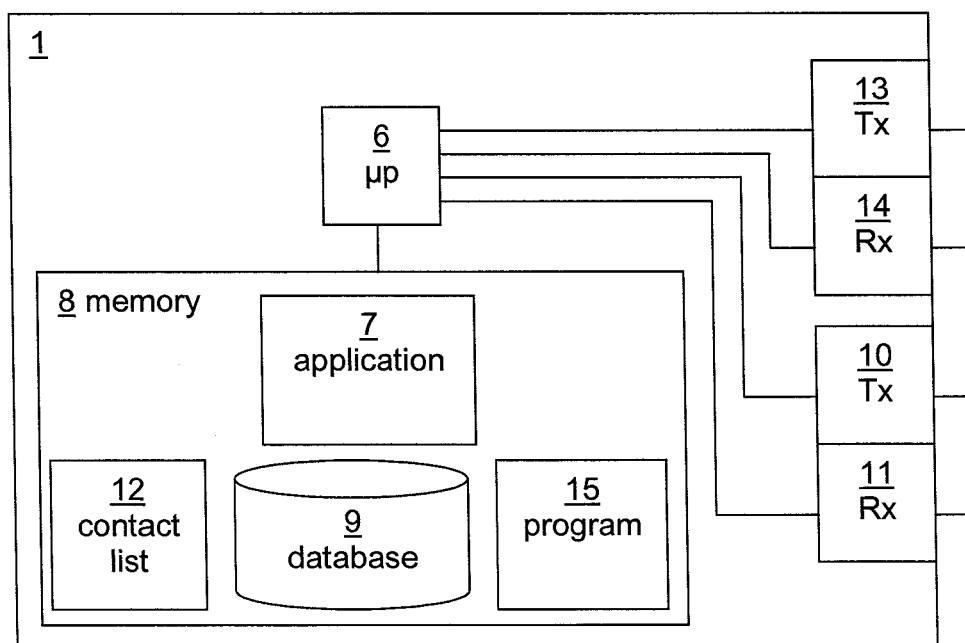 1
13
Tx
6
µp
14
Rx
8 memory
7
application
10
Tx
12
contact
list
9
database
15
program
11
Rx